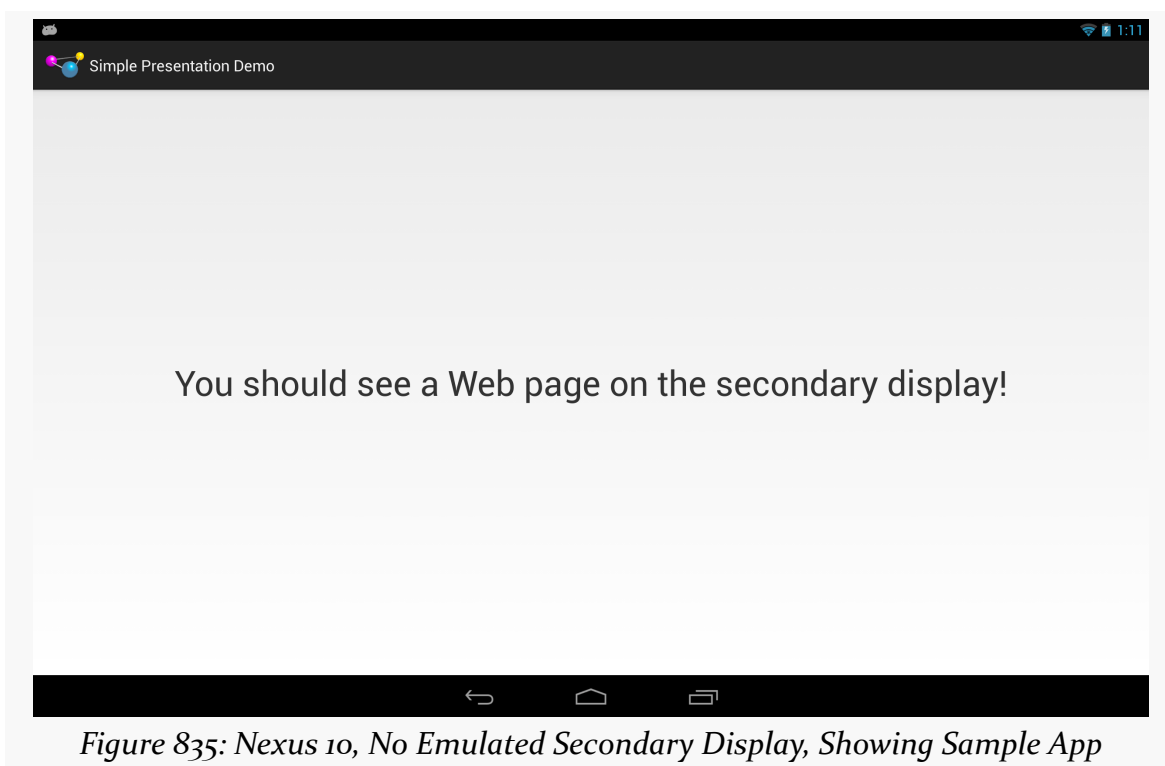 1:11
Simple Presentation Demo
You should see a Web page on the secondary display!
Figure 835: Nexus 10, No Emulated Secondary Display, Showing Sample App